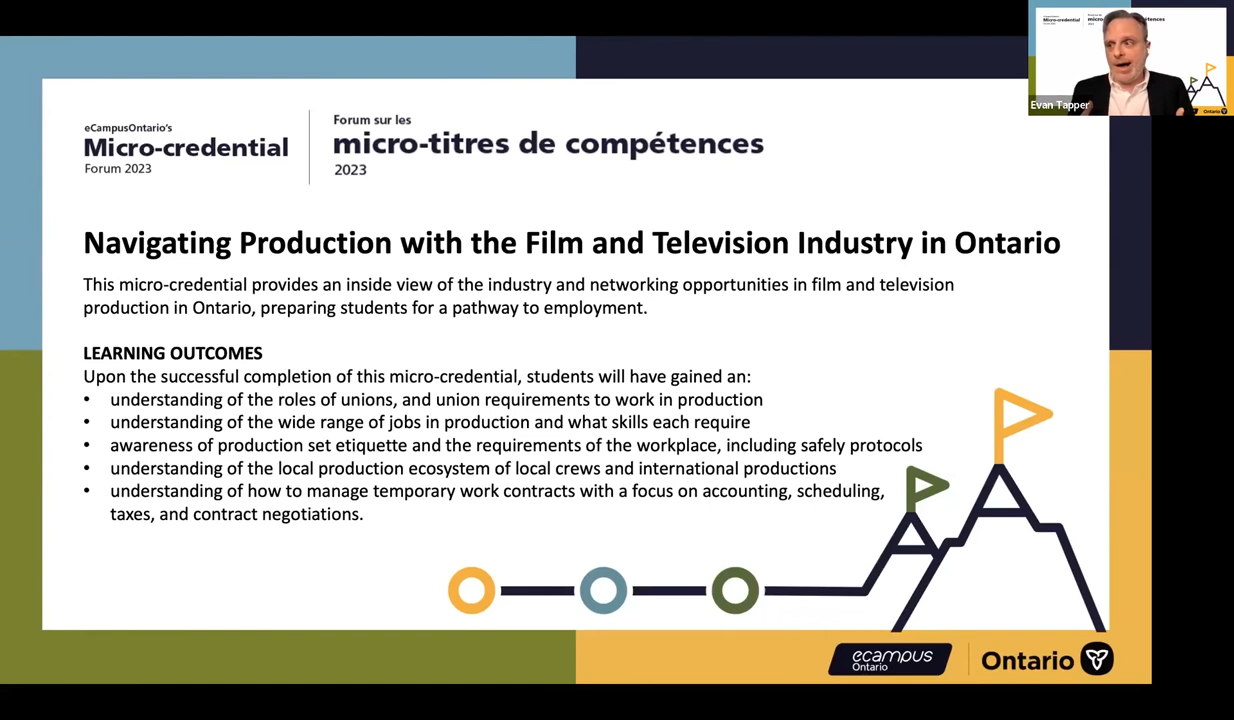 eCampusOntario's
Micro-credential
Forum 2023
Forum sur les
micro-titres de compétences
2023
Navigating Production with the Film and Television Industry in Ontario
This micro-credential provides an inside view of the industry and networking opportunities in film and television
production in Ontario, preparing students for a pathway to employment.
LEARNING OUTCOMES
Upon the successful completion of this micro-credential, students will have gained an:
• understanding of the roles of unions, and union requirements to work in production
• understanding of the wide range of jobs in production and what skills each require
• awareness of production set etiquette and the requirements of the workplace, including safely protocols
• understanding of the local production ecosystem of local crews and international productions
• understanding of how to manage temporary work contracts with a focus on accounting, scheduling,
taxes, and contract negotiations.
ecampus
Ontario
Ontario
Micro-credential
Evan Tapper
Ontario